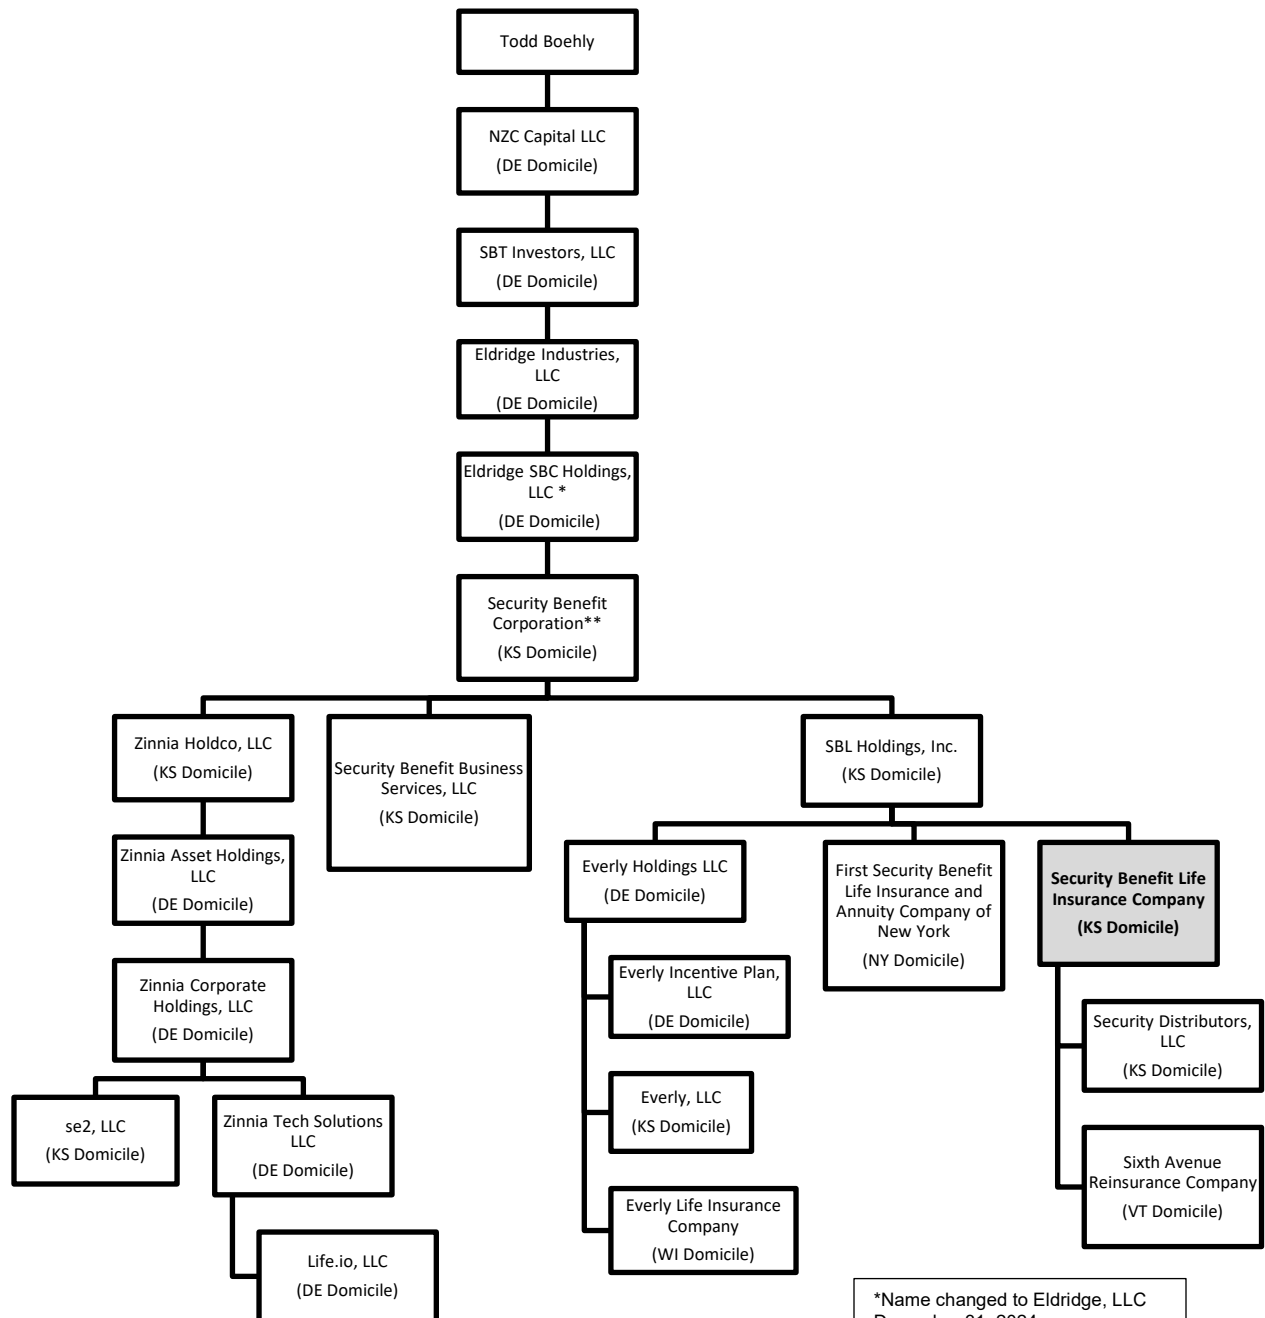 Todd Boehly
NZC Capital LLC
(DE Domicile)
SBT Investors, LLC
(DE Domicile)
Eldridge Industries,
LLC
(DE Domicile)
Eldridge SBC Holdings,
LLC *
(DE Domicile)
Security Benefit
Corporation**
(KS Domicile)
Zinnia Holdco, LLC
(KS Domicile)
Security Benefit Business
Services, LLC
(KS Domicile)
SBL Holdings, Inc.
(KS Domicile)
Zinnia Asset Holdings,
LLC
(DE Domicile)
Zinnia Corporate
Holdings, LLC
(DE Domicile)
se2, LLC
(KS Domicile)
Zinnia Tech Solutions
LLC
(DE Domicile)
Life.io, LLC
(DE Domicile)
Everly Holdings LLC
(DE Domicile)
Everly Incentive Plan,
LLC
(DE Domicile)
Everly, LLC
(KS Domicile)
Everly Life Insurance
Company
(WI Domicile)
First Security Benefit
Life Insurance and
Annuity Company of
New York
(NY Domicile)
Security Benefit Life
Insurance Company
(KS Domicile)
Security Distributors,
LLC
(KS Domicile)
Sixth Avenue
Reinsurance Company
(VT Domicile)
*Name changed to Eldridge, LLC